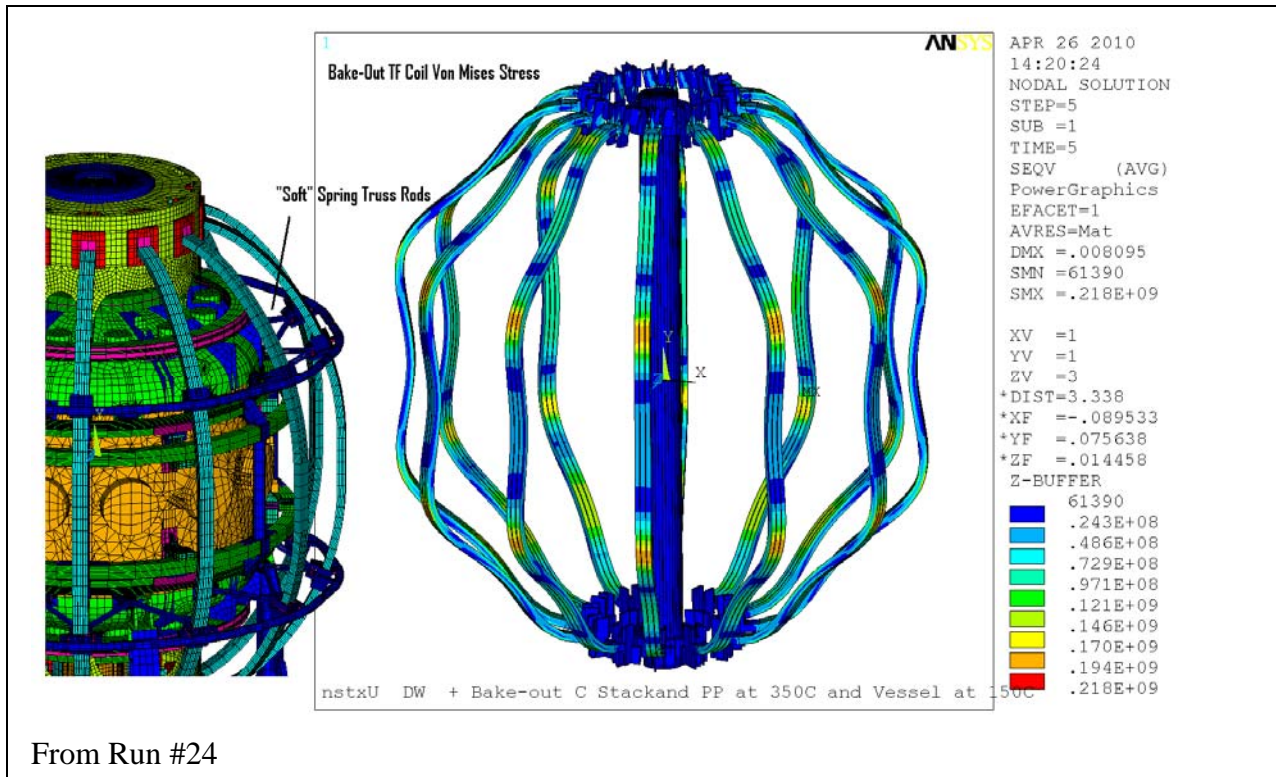 1
ANSYS
Bake-Out TF Coil Von Mises Stress
"Soft" Spring Truss Rods
Y
X
Z
nstxU DW + Bake-out C Stackand PP at 350C and Vessel at 150C
APR 26 2010
14:20:24
NODAL SOLUTION
STEP=5
SUB =1
TIME=5
SEQV (AVG)
PowerGraphics
EFACET=1
AVRES=Mat
DMX =.008095
SMN =61390
SMX =.218E+09
XV =1
YV =1
ZV =3
*DIST=3.338
*XF =-.089533
*YF =.075638
*ZF =.014458
Z-BUFFER
61390
.243E+08
.486E+08
.729E+08
.971E+08
.121E+09
.146E+09
.170E+09
.194E+09
.218E+09
From Run #24